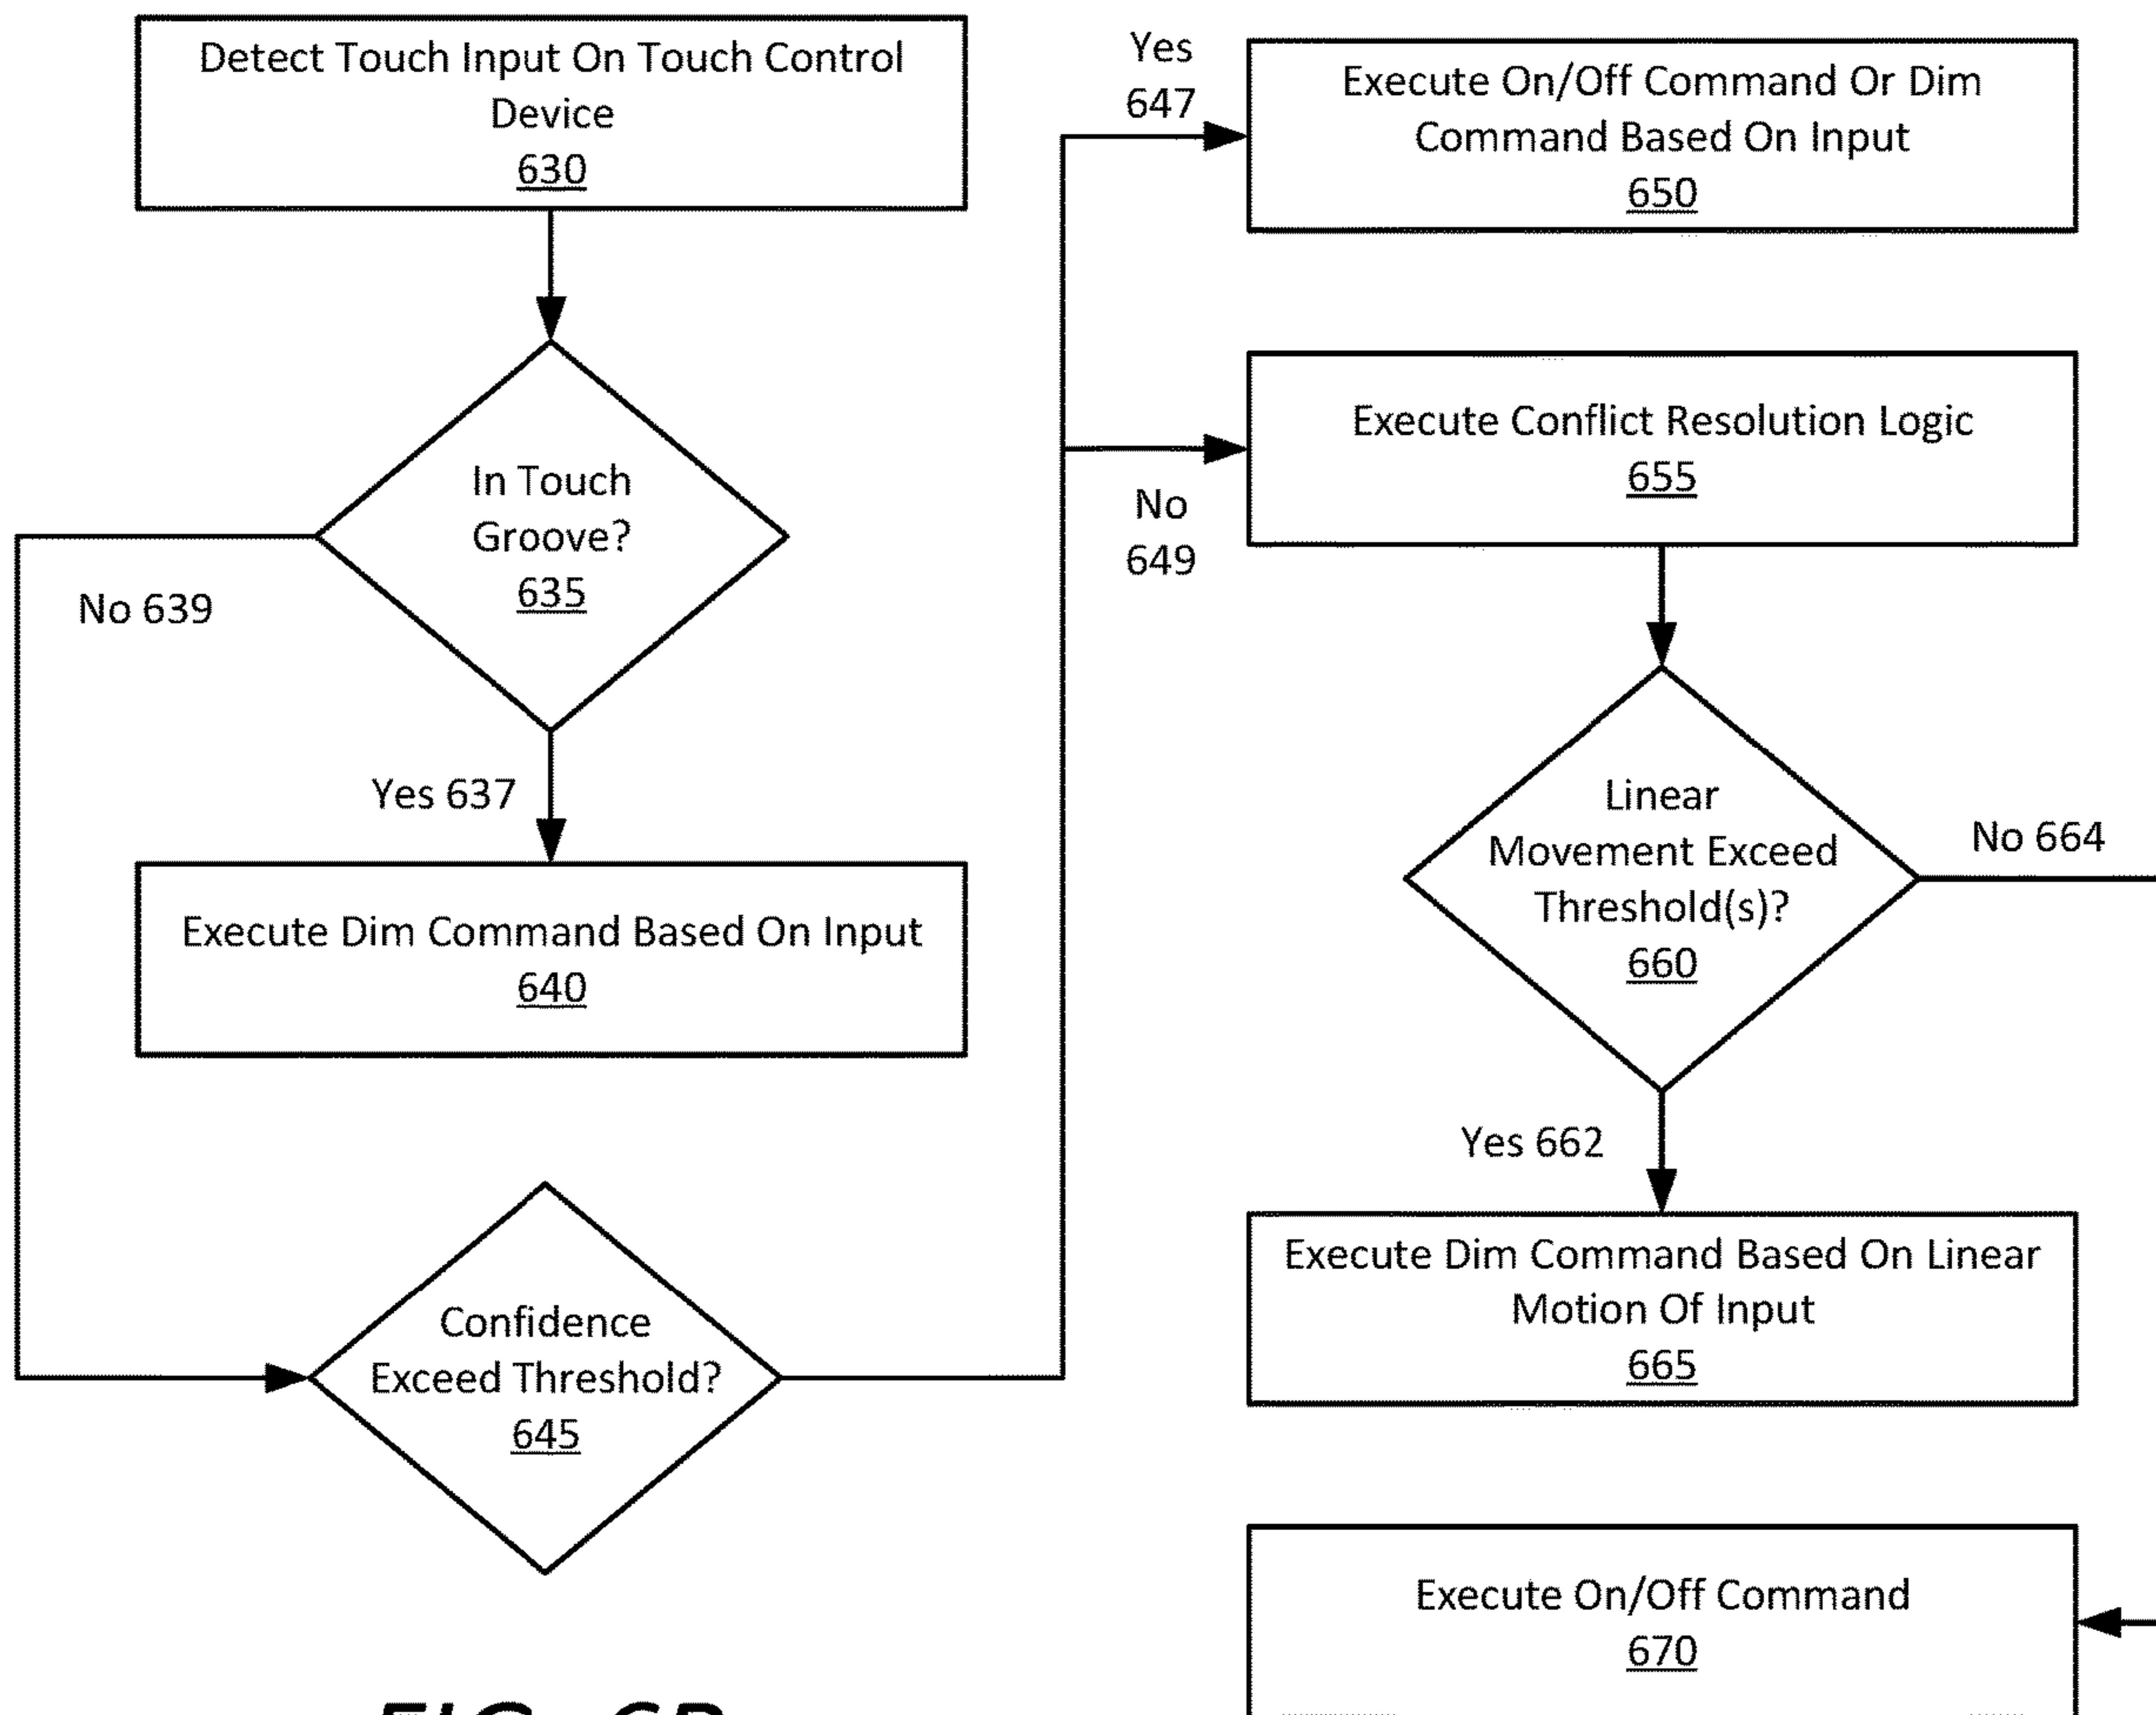 Detect Touch Input On Touch Control
Device
630
In Touch
Groove?
635
No 639
Yes 637
Execute Dim Command Based On Input
640
Confidence
Exceed Threshold?
645
Yes
647
Execute On/Off Command Or Dim
Command Based On Input
650
No
649
Execute Conflict Resolution Logic
655
Linear
Movement Exceed
Threshold(s)?
660
No 664
Yes 662
Execute Dim Command Based On Linear
Motion Of Input
665
Execute On/Off Command
670